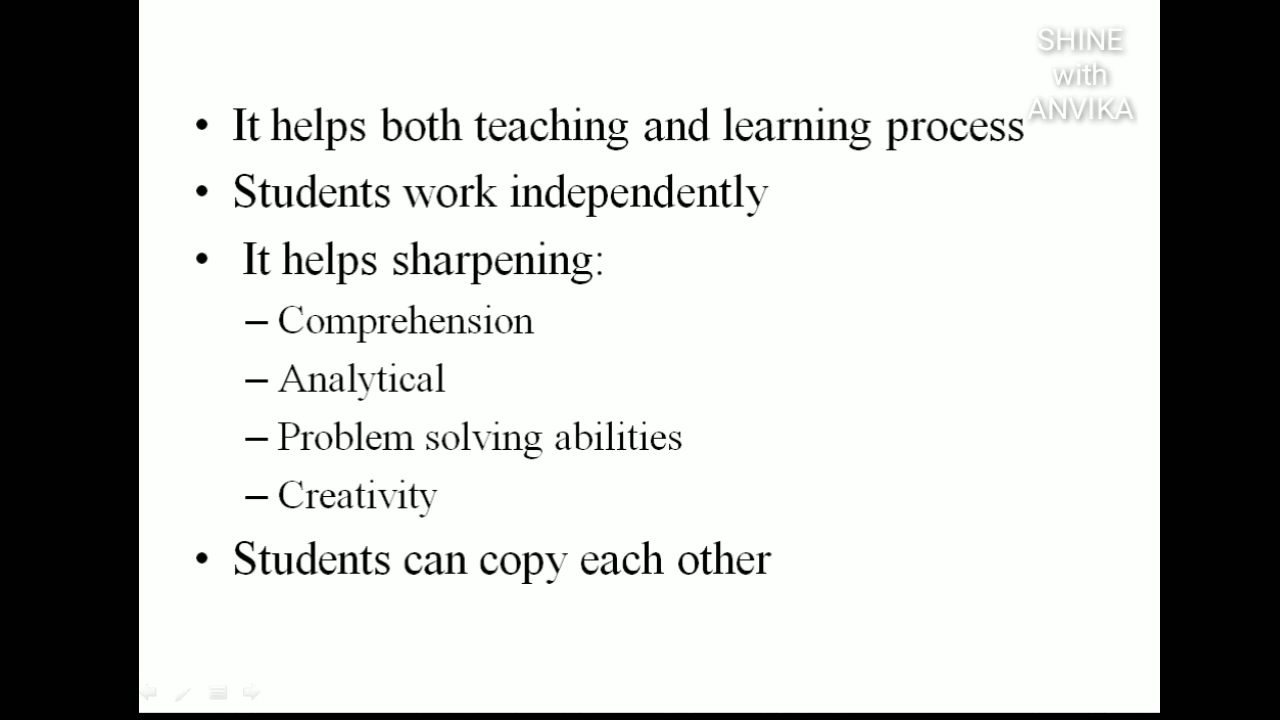 SHINE
with
ANVIKA
• It helps both teaching and learning process
• Students work independently
• It helps sharpening:
– Comprehension
– Analytical
– Problem solving abilities
– Creativity
• Students can copy each other